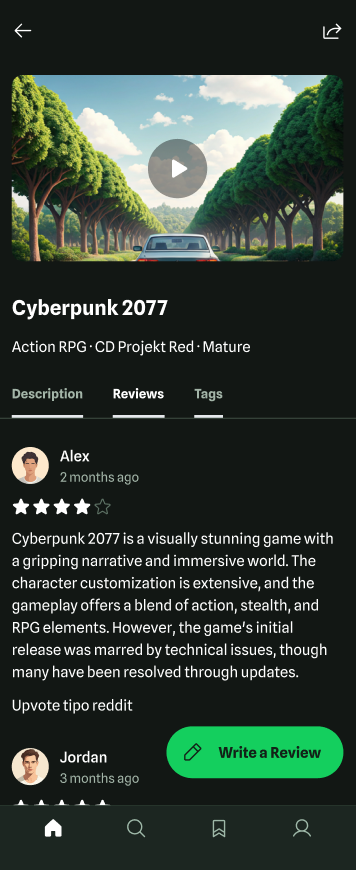 Cyberpunk 2077
Action RPG · CD Projekt Red · Mature
Description Reviews Tags
Alex
2 months ago
Cyberpunk 2077 is a visually stunning game with
a gripping narrative and immersive world. The
character customization is extensive, and the
gameplay offers a blend of action, stealth, and
RPG elements. However, the game's initial
release was marred by technical issues, though
many have been resolved through updates.
Upvote tipo reddit
Jordan
3 months ago
Write a Review